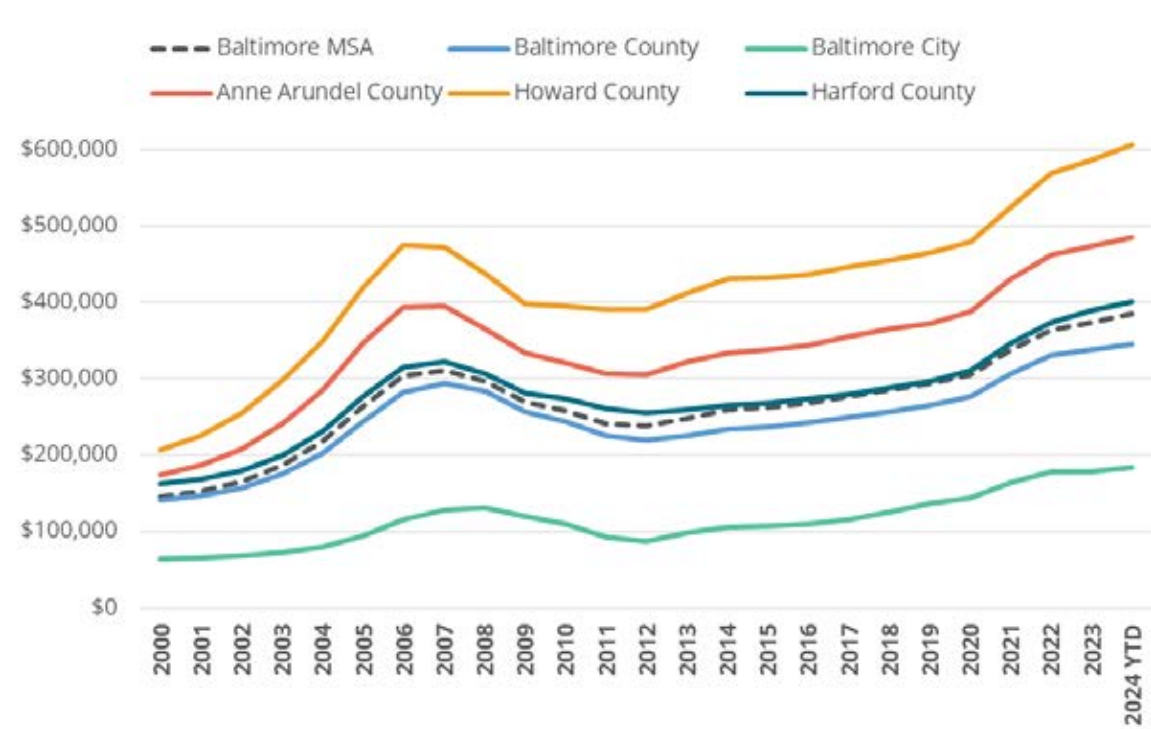 Baltimore MSA Baltimore County Baltimore City
Anne Arundel County Howard County Harford County
$600,000
$500,000
$400,000
$300,000
$200,000
$100,000
$0
2000 2001 2002 2003 2004 2005 2006 2007 2008 2009 2010 2011 2012 2013 2014 2015 2016 2017 2018 2019 2020 2021 2022 2023 2024 YTD